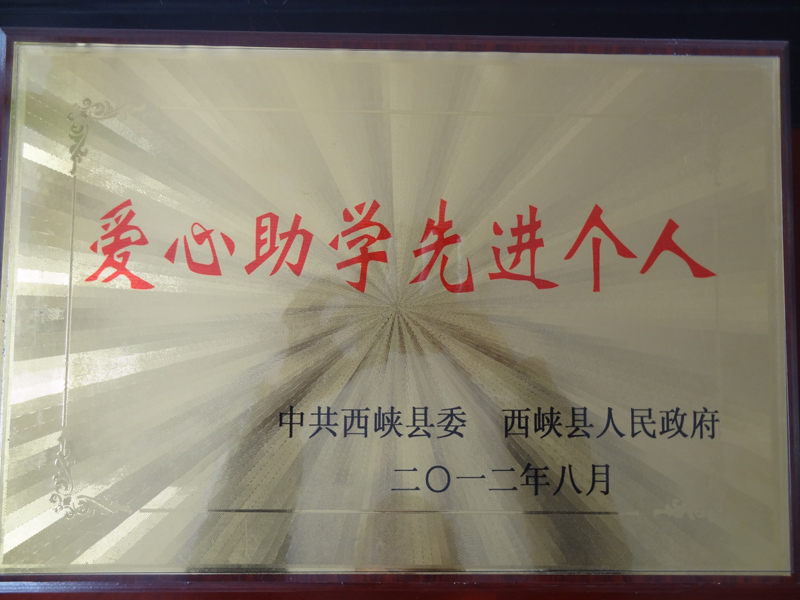 爱心助学先进个人
中共西峡县委 西峡县人民政府
二〇一二年八月